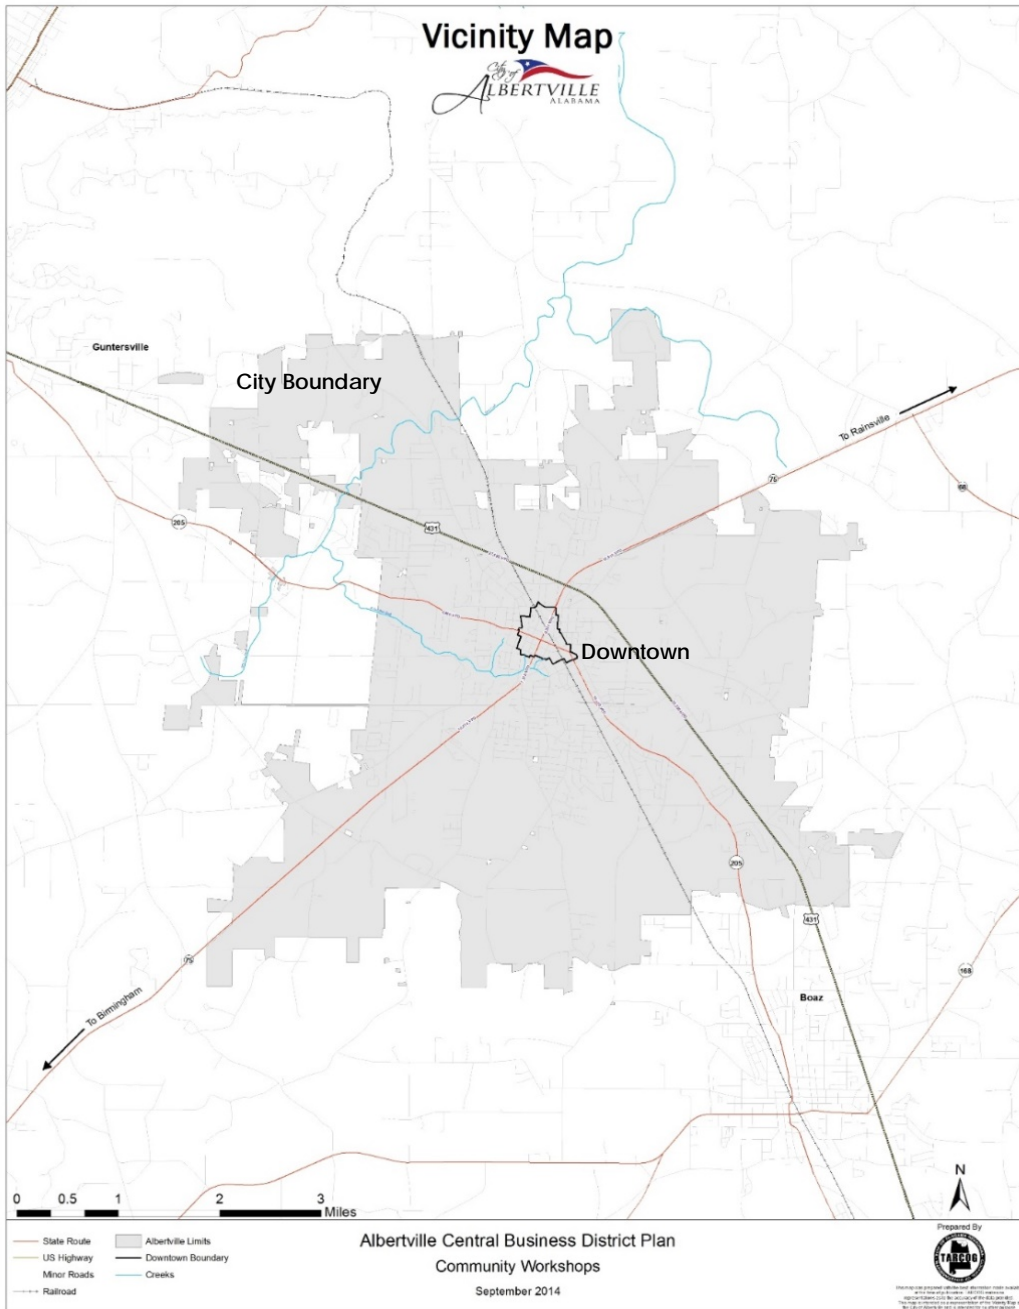 Vicinity Map
City of
ALBERTVILLE
ALABAMA
Guntersville
City Boundary
To Rainsville
75
68
205
431
Downtown
205
431
75
168
To Birmingham
Boaz
N
0 0.5 1 2 3
Miles
State Route
US Highway
Minor Roads
Railroad
Albertville Limits
Downtown Boundary
Creeks
Albertville Central Business District Plan
Community Workshops
September 2014
Prepared By
TARCOG